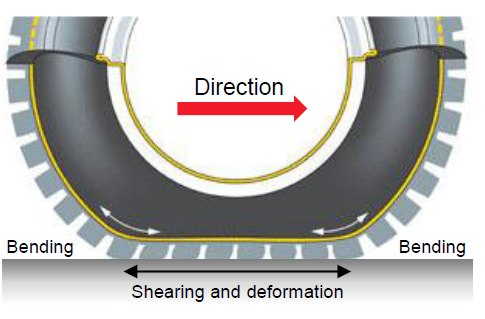 Direction
Bending
Bending
Shearing and deformation